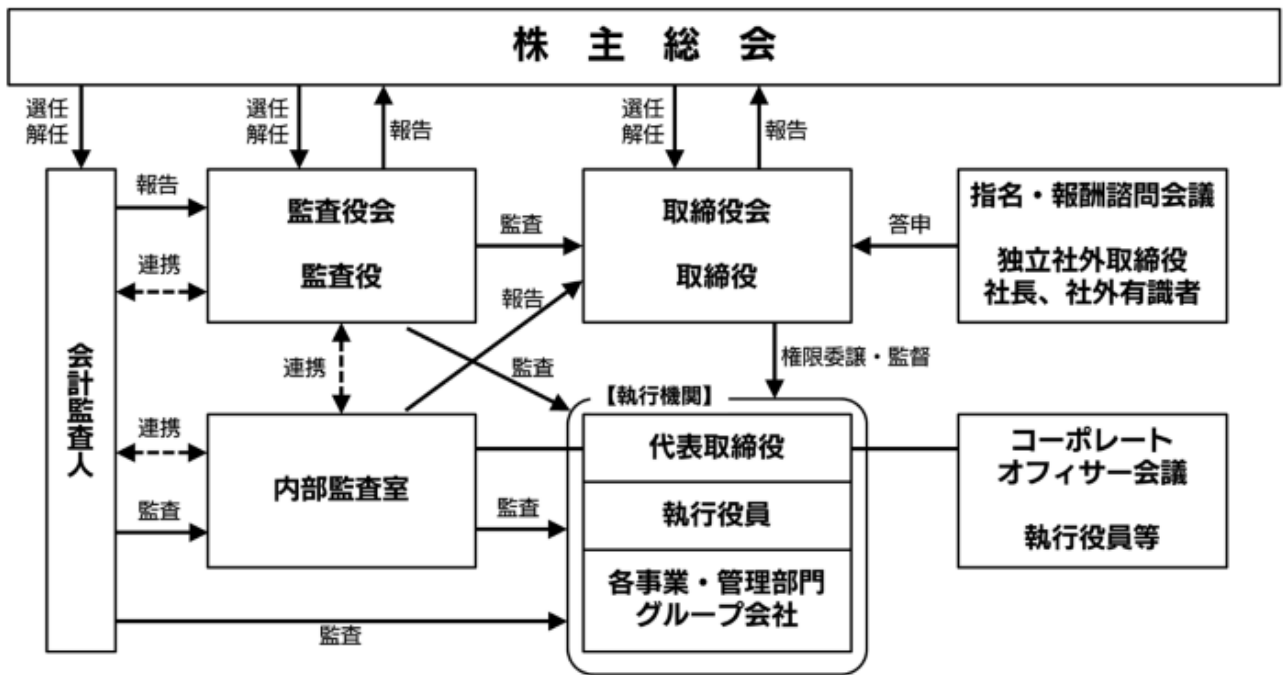 株主総会
選任
解任
選任
解任
報告
選任
解任
報告
報告
連携
監査役会
監査役
監査
取締役会
取締役
答申
指名・報酬諮問会議
独立社外取締役
社長、社外有識者
会計監査人
連携
報告
監査
権限委譲・監督
【執行機関】
連携
監査
内部監査室
監査
代表取締役
執行役員
各事業・管理部門
グループ会社
コーポレート
オフィサー会議
執行役員等
監査